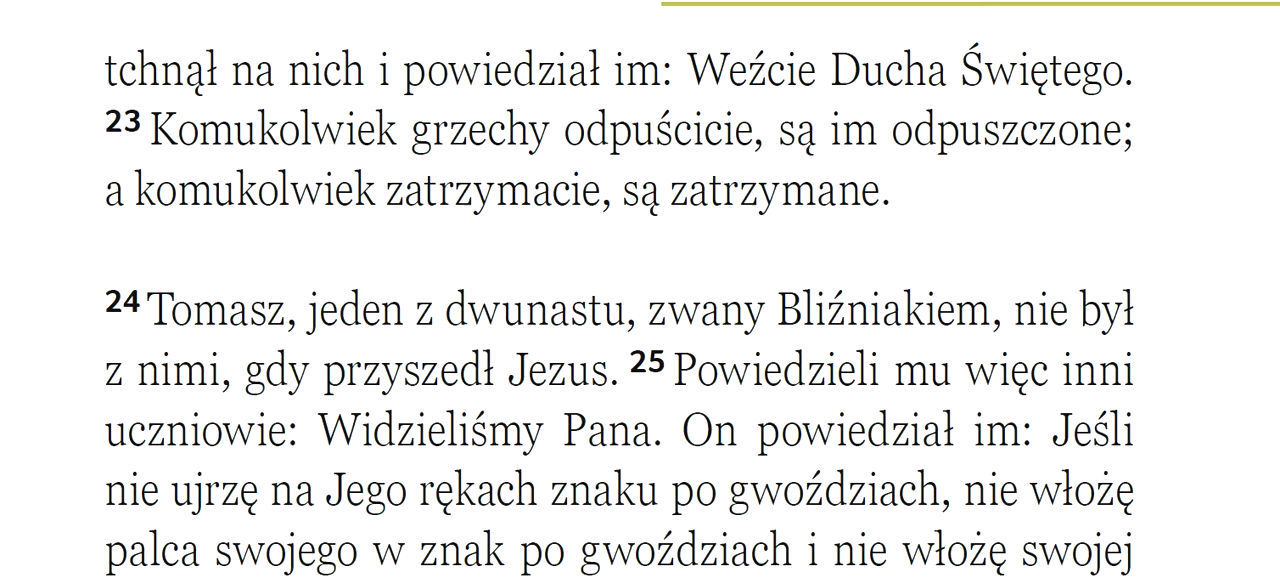 tchnął na nich i powiedział im: Weźcie Ducha Świętego.
23 Komukolwiek grzechy odpuścicie, są im odpuszczone;
a komukolwiek zatrzymacie, są zatrzymane.
24 Tomasz, jeden z dwunastu, zwany Bliźniakiem, nie był
z nimi, gdy przyszedł Jezus. 25 Powiedzieli mu więc inni
uczniowie: Widzieliśmy Pana. On powiedział im: Jeśli
nie ujrzę na Jego rękach znaku po gwoździach, nie włożę
palca swojego w znak po gwoździach i nie włożę swojej